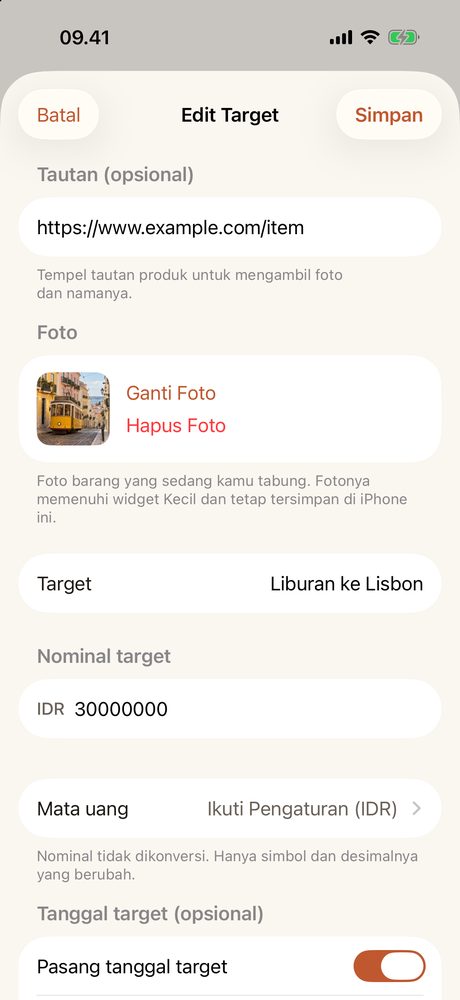 09.41
Batal
Edit Target
Simpan
Tautan (opsional)
https://www.example.com/item
Tempel tautan produk untuk mengambil foto
dan namanya.
Foto
Ganti Foto
Hapus Foto
Foto barang yang sedang kamu tabung. Fotonya
memenuhi widget Kecil dan tetap tersimpan di iPhone
ini.
Target
Liburan ke Lisbon
Nominal target
IDR 30000000
Mata uang
Ikuti Pengaturan (IDR)
Nominal tidak dikonversi. Hanya simbol dan desimalnya
yang berubah.
Tanggal target (opsional)
Pasang tanggal target